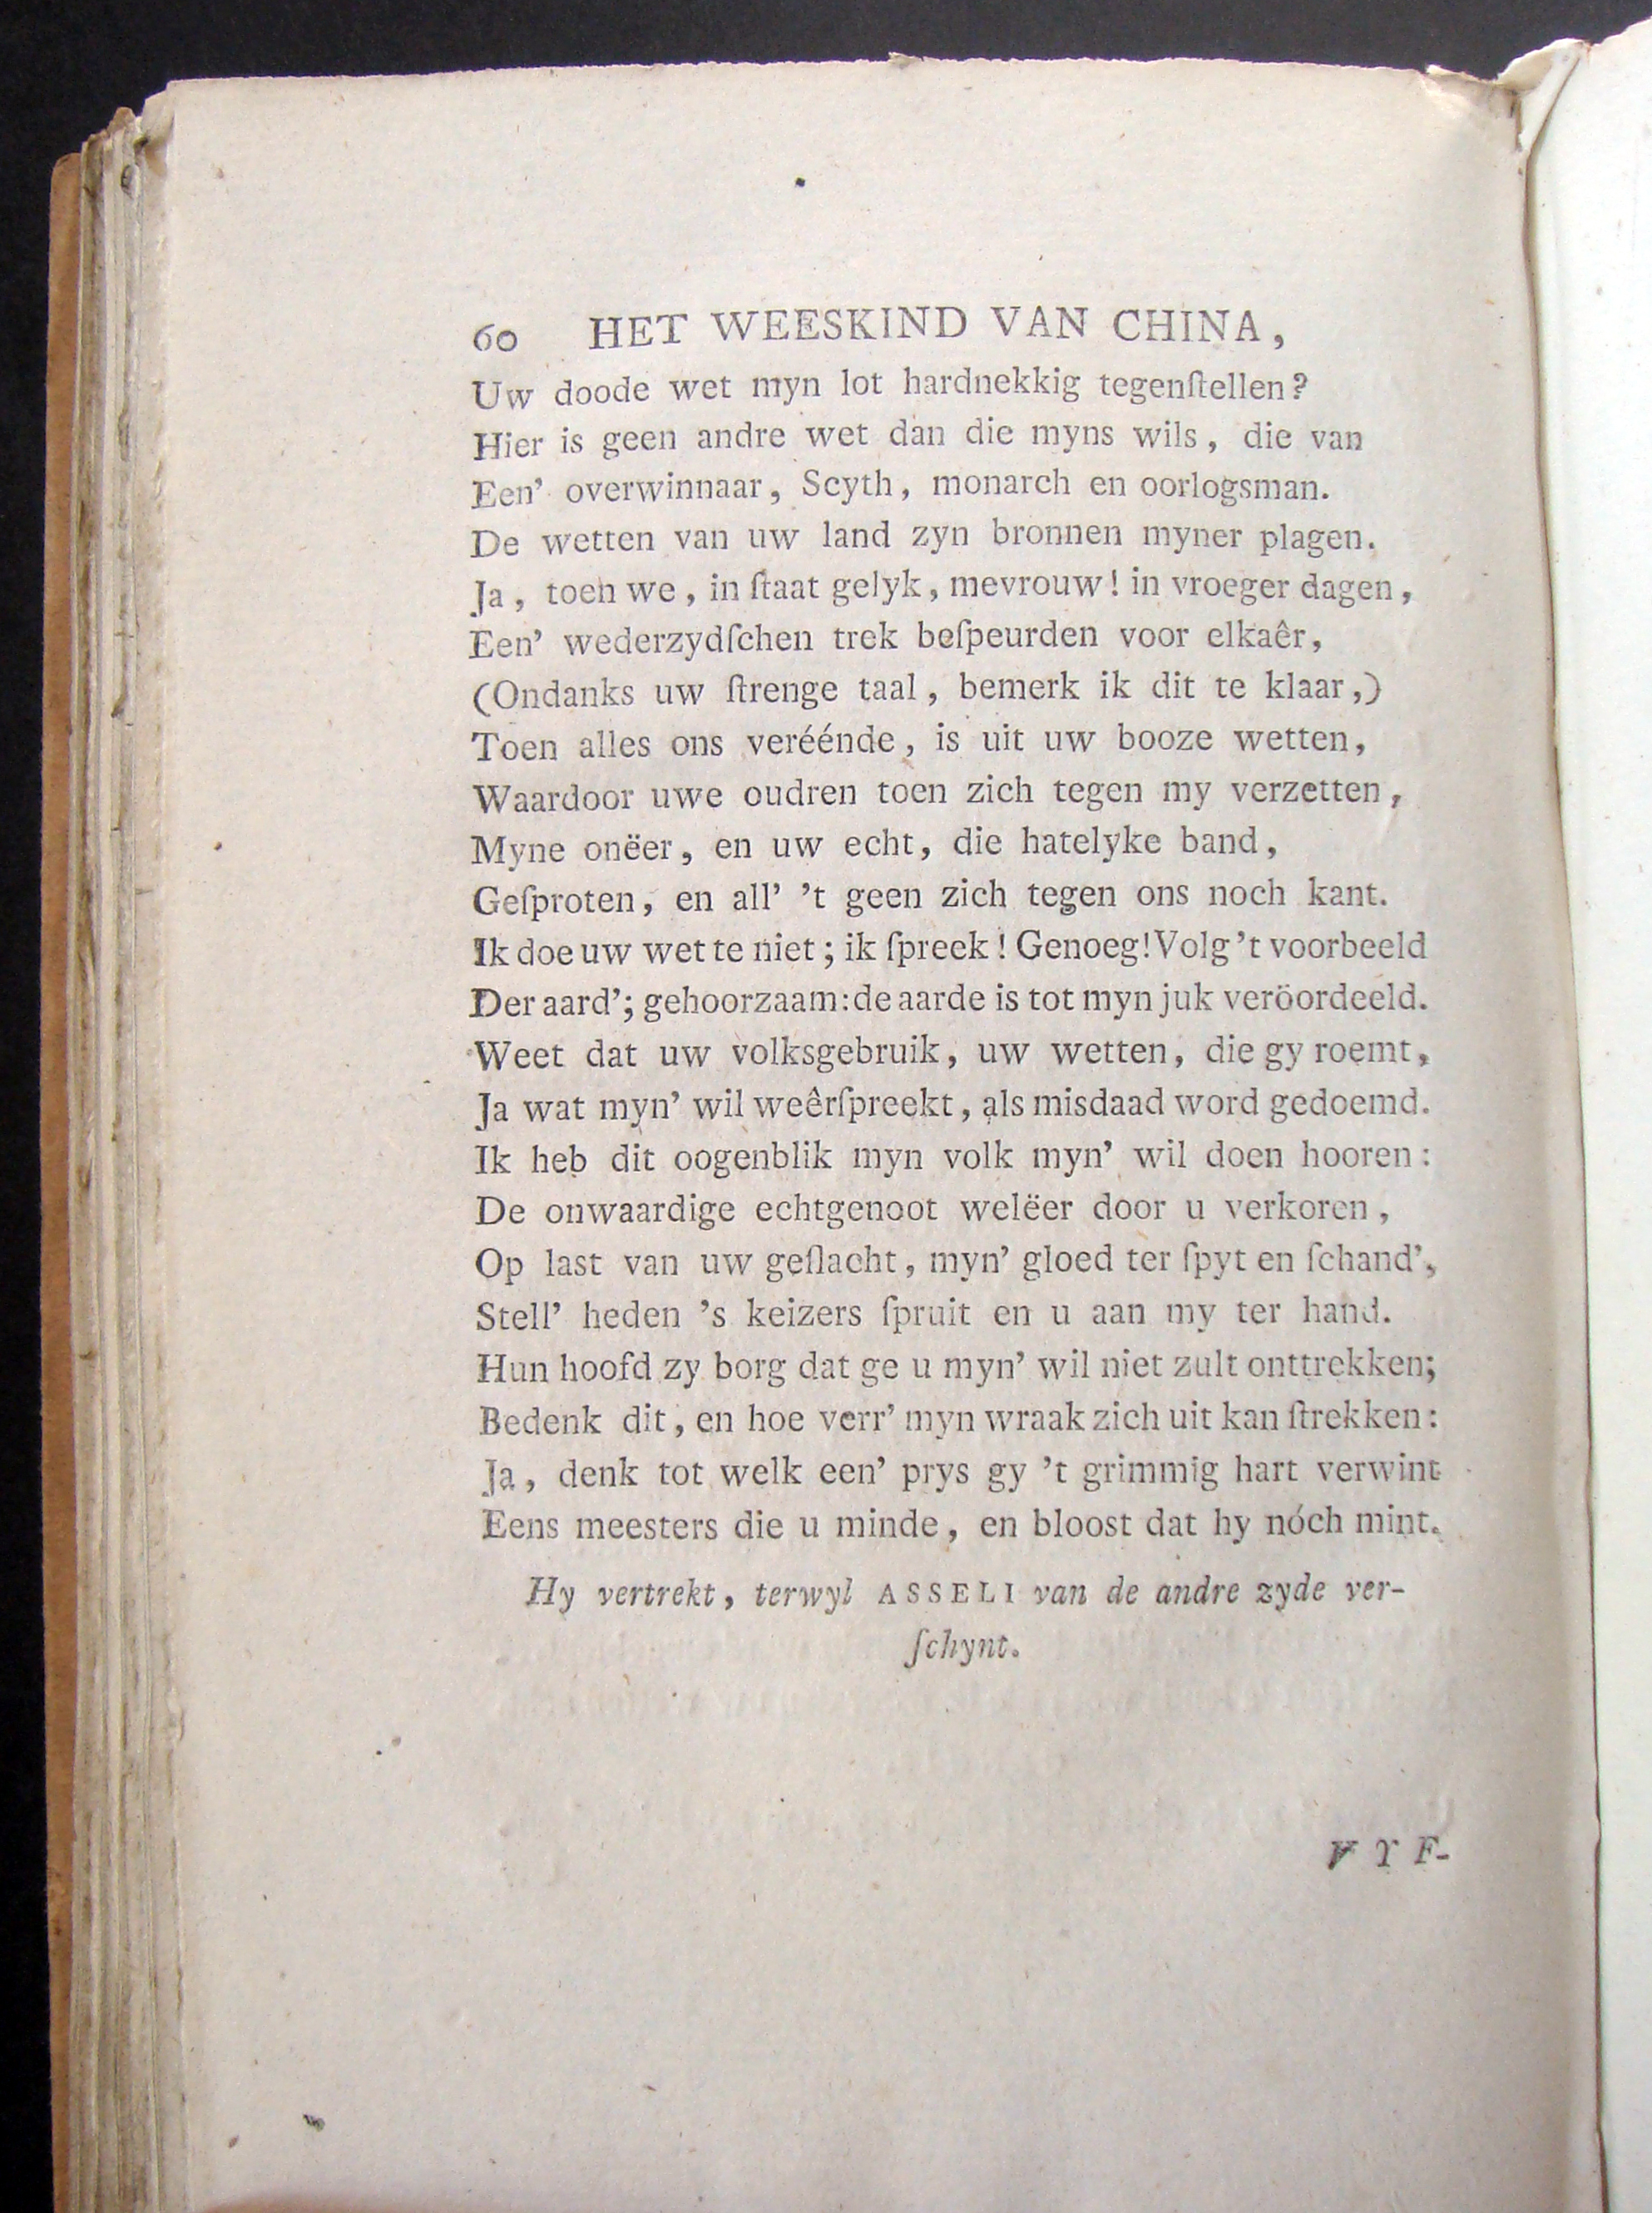 60 HET WEESKIND VAN CHINA,
Uw doode wet myn lot hardnekkig tegenſtellen?
Hier is geen andre wet dan die myns wils, die van
Een' overwinnaar, Scyth, monarch en oorlogsman.
De wetten van uw land zyn bronnen myner plagen.
Ja, toen we, in ſtaat gelyk, mevrouw! in vroeger dagen,
Een' wederzydſchen trek beſpeurden voor elkaêr,
(Ondanks uw ſtrenge taal, bemerk ik dit te klaar,)
Toen alles ons veréénde, is uit uw booze wetten,
Waardoor uwe oudren toen zich tegen my verzetten,
Myne onëer, en uw echt, die hatelyke band,
Geſproten, en all' 't geen zich tegen ons noch kant.
Ik doe uw wet te niet; ik ſpreek! Genoeg! Volg 't voorbeeld
Der aard'; gehoorzaam: de aarde is tot myn juk veröordeeld.
Weet dat uw volksgebruik, uw wetten, die gy roemt,
Ja wat myn' wil weêrſpreekt, als misdaad word gedoemd.
Ik heb dit oogenblik myn volk myn' wil doen hooren:
De onwaardige echtgenoot welëer door u verkoren,
Op last van uw geſlacht, myn' gloed ter ſpyt en ſchand',
Stell' heden 's keizers ſpruit en u aan my ter hand.
Hun hoofd zy borg dat ge u myn' wil niet zult onttrekken;
Bedenk dit, en hoe verr' myn wraak zich uit kan ſtrekken:
Ja, denk tot welk een' prys gy 't grimmig hart verwint
Eens meesters die u minde, en bloost dat hy nóch mint.
Hy vertrekt, terwyl ASSELI van de andre zyde ver-
ſchynt.
VYF-